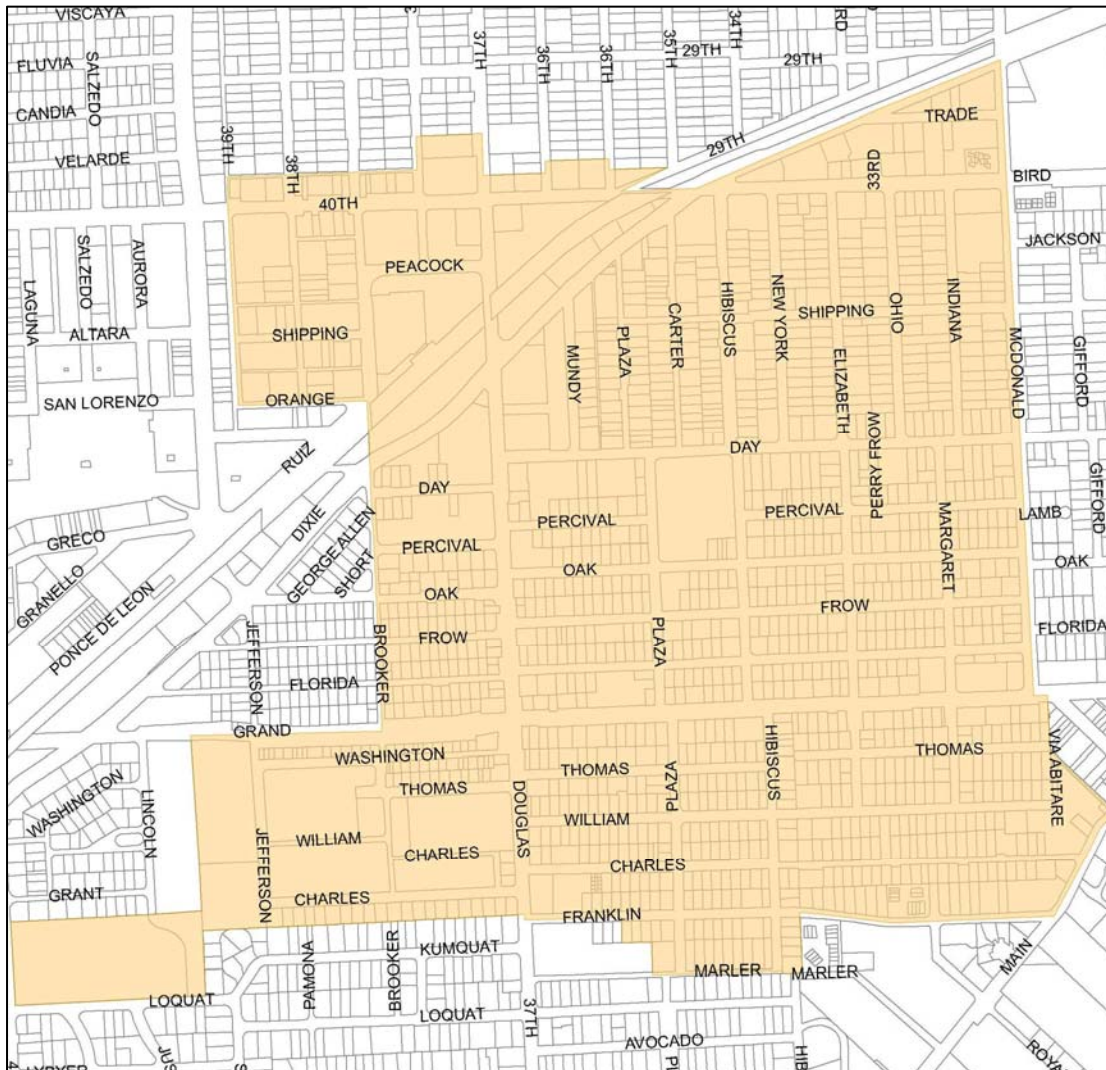 VISCAYA
37TH
36TH
36TH
35TH
34TH
29TH
29TH
FLUVIA
SALZEDO
CANDIA
VELARDE
39TH
38TH
40TH
29TH
TRADE
33RD
BIRD
JACKSON
LAGUNA
SALZEDO
AURORA
PEACOCK
ALTARA
SHIPPING
MUNDY
PLAZA
CARTER
HIBISCUS
NEW YORK
SHIPPING
ELIZABETH
OHIO
INDIANA
MCDONALD
GIFFORD
SAN LORENZO
ORANGE
RUIZ
DAY
PERRY FROW
GIFFORD
DAY
DIXIE
GEORGE ALLEN
SHORT
GRECO
PERCIVAL
PERCIVAL
PERCIVAL
MARGARET
LAMB
GRANELLO
PONCE DE LEON
OAK
OAK
OAK
FROW
FROW
FLORIDA
JEFFERSON
FLORIDA
BROOKER
PLAZA
GRAND
WASHINGTON
WASHINGTON
LINCOLN
THOMAS
THOMAS
PLAZA
HIBISCUS
THOMAS
VIA ABITARE
DOUGLAS
WILLIAM
WILLIAM
JEFFERSON
CHARLES
CHARLES
GRANT
CHARLES
FRANKLIN
PAMONA
BROOKER
KUMQUAT
MARLER
MARLER
MAIN
LOQUAT
LOQUAT
37TH
AVOCADO